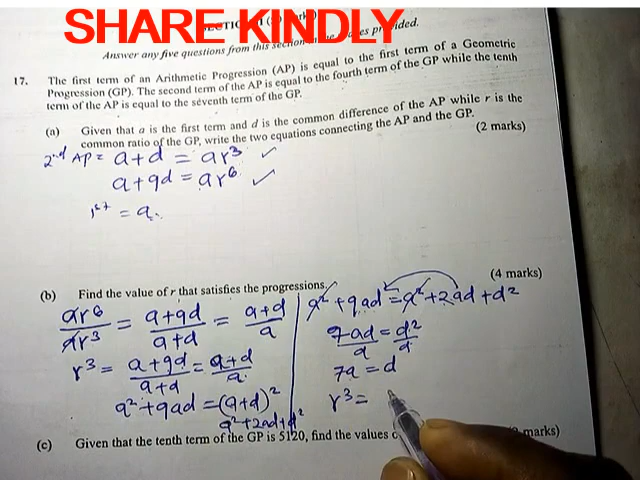 SHARE KINDLY
Answer any five questions from this section in the spaces provided.
17. The first term of an Arithmetic Progression (AP) is equal to the first term of a Geometric
Progression (GP). The second term of the AP is equal to the fourth term of the GP while the tenth
term of the AP is equal to the seventh term of the GP.
(a) Given that a is the first term and d is the common difference of the AP while r is the
common ratio of the GP, write the two equations connecting the AP and the GP.
(2 marks)
2nd AP = a+d = ar³ ✓
a+9d = ar⁶ ✓
1st = a.
(4 marks)
(b) Find the value of r that satisfies the progressions.
ar⁶/ar³ = a+9d/a+d = a+d/a
r³ = a+9d/a+d = a+d/a
a²+9ad = (a+d)²
a²+2ad+d²
a²+9ad = a²+2ad+d²
7ad/a = d²/a
7a = d
r³ =
(c) Given that the tenth term of the GP is 5120, find the values marks)